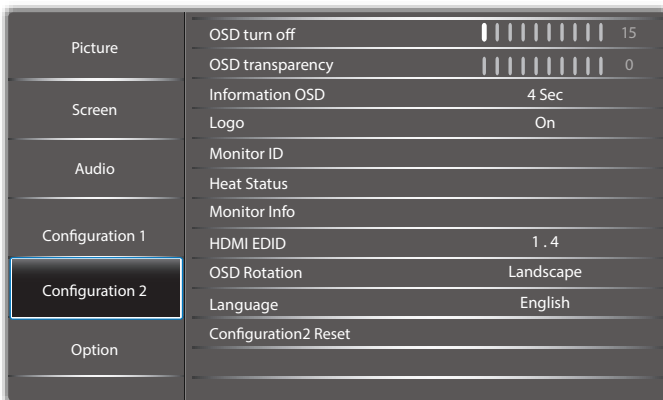 Picture
Screen
Audio
Configuration 1
Configuration 2
Option
OSD turn off 15
OSD transparency 0
Information OSD 4 Sec
Logo On
Monitor ID
Heat Status
Monitor Info
HDMI EDID 1 . 4
OSD Rotation Landscape
Language English
Configuration2 Reset